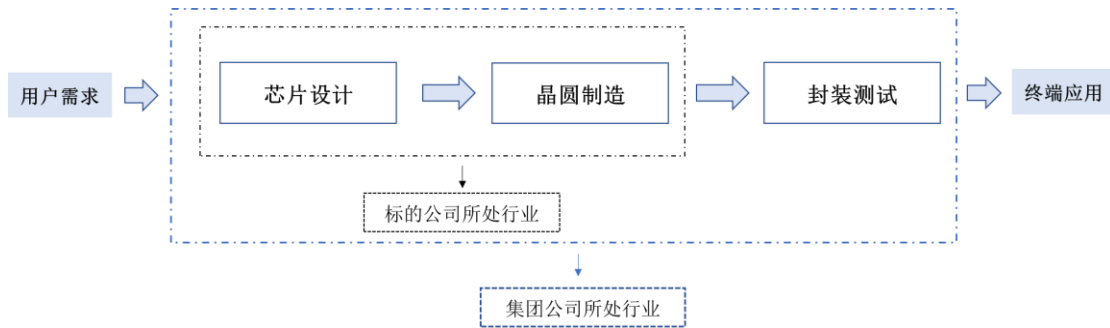 用户需求
芯片设计
晶圆制造
封装测试
终端应用
标的公司所处行业
集团公司所处行业